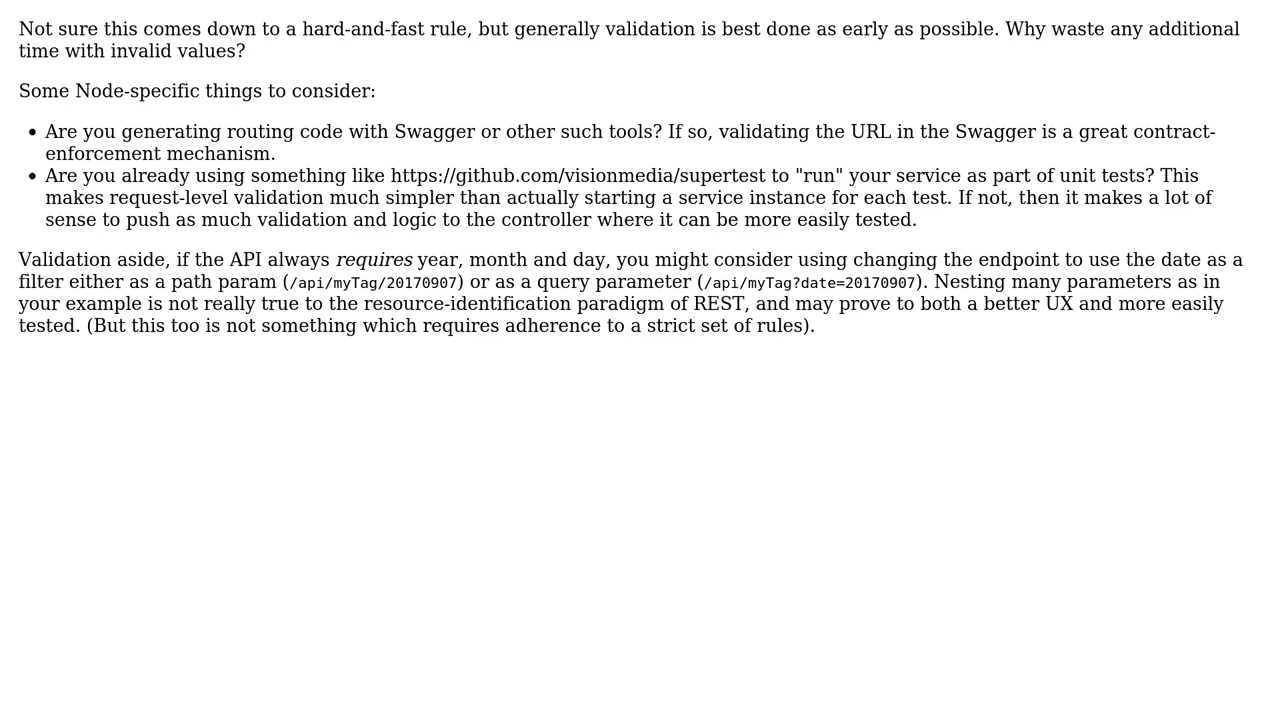 Not sure this comes down to a hard-and-fast rule, but generally validation is best done as early as possible. Why waste any additional
time with invalid values?
Some Node-specific things to consider:
• Are you generating routing code with Swagger or other such tools? If so, validating the URL in the Swagger is a great contract-
enforcement mechanism.
• Are you already using something like https://github.com/visionmedia/supertest to "run" your service as part of unit tests? This
makes request-level validation much simpler than actually starting a service instance for each test. If not, then it makes a lot of
sense to push as much validation and logic to the controller where it can be more easily tested.
Validation aside, if the API always requires year, month and day, you might consider using changing the endpoint to use the date as a
filter either as a path param (/api/myTag/20170907) or as a query parameter (/api/myTag?date=20170907). Nesting many parameters as in
your example is not really true to the resource-identification paradigm of REST, and may prove to both a better UX and more easily
tested. (But this too is not something which requires adherence to a strict set of rules).